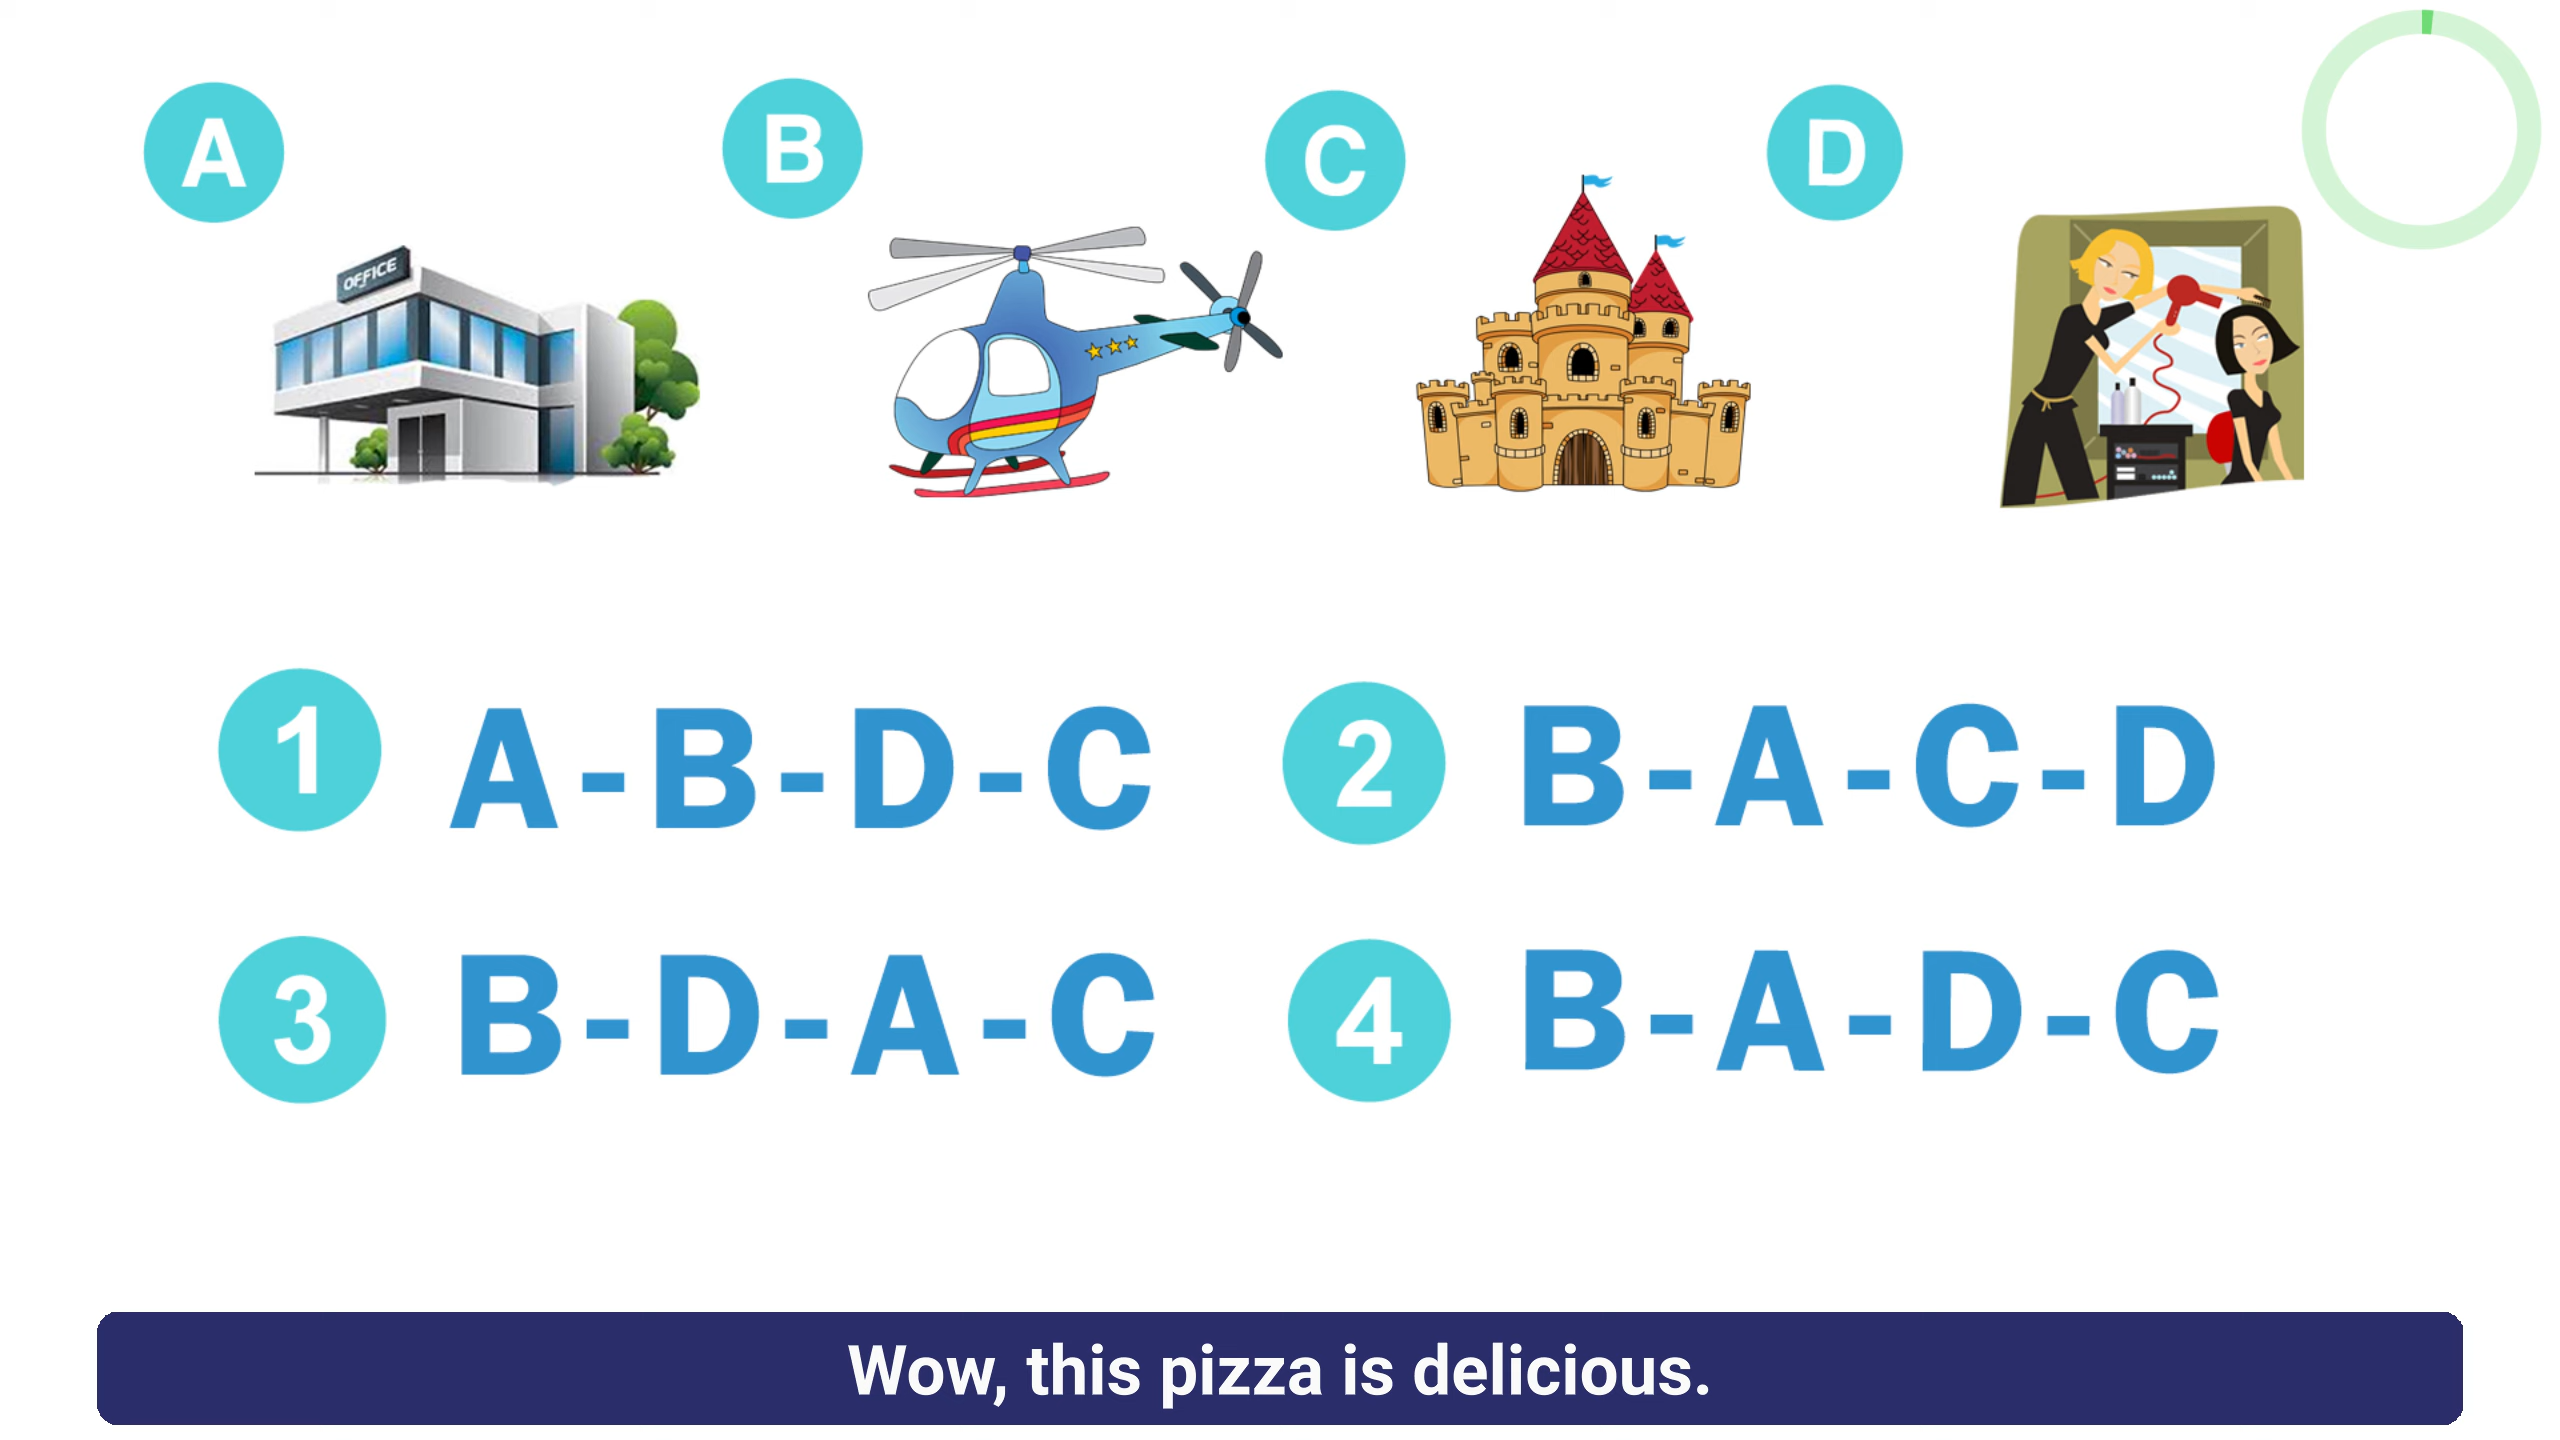 A
B
C
D
OFFICE
1 A-B-D-C
2 B-A-C-D
3 B-D-A-C
4 B-A-D-C
Wow, this pizza is delicious.